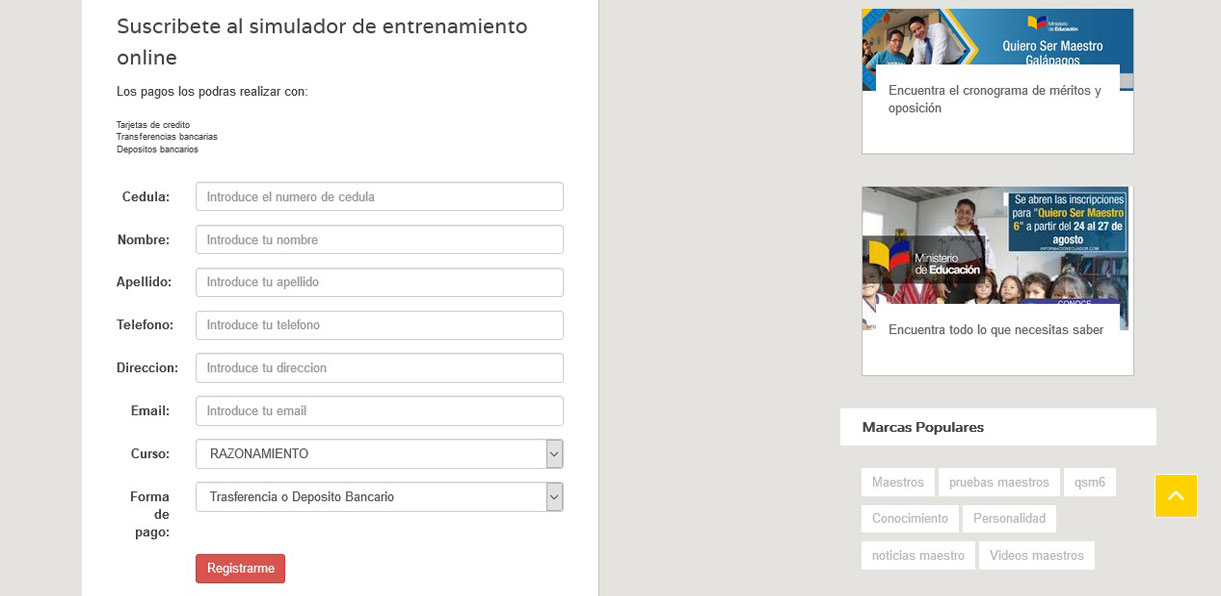 Suscribete al simulador de entrenamiento
online
Los pagos los podras realizar con:
Tarjetas de credito
Transferencias bancarias
Depositos bancarios
Cedula:
Introduce el numero de cedula
Nombre:
Introduce tu nombre
Apellido:
Introduce tu apellido
Telefono:
Introduce tu telefono
Direccion:
Introduce tu direccion
Email:
Introduce tu email
Curso:
RAZONAMIENTO
Forma
de
pago:
Trasferencia o Deposito Bancario
Registrarme
Ministerio
de Educación
Quiero Ser Maestro
Galápagos
Encuentra el cronograma de méritos y
oposición
Se abren las inscripciones
para "Quiero Ser Maestro
6" a partir del 24 al 27 de
agosto
INFORMACIONECUADOR.COM
Ministerio
de Educación
CONOCE
Encuentra todo lo que necesitas saber
Marcas Populares
Maestros
pruebas maestros
qsm6
Conocimiento
Personalidad
noticias maestro
Videos maestros